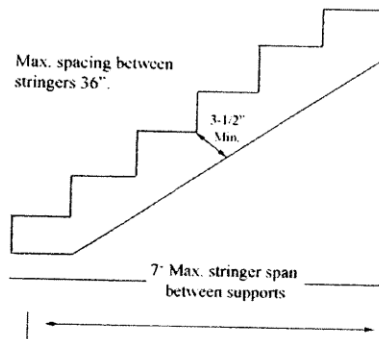 Max. spacing between
stringers 36".
3-1/2"
Min.
7' Max. stringer span
between supports